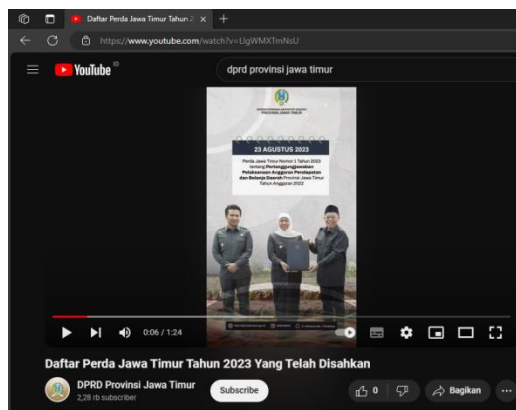 Daftar Perda Jawa Timur Tahun 2
https://www.youtube.com/watch?v=LlgWMXTmNsU
YouTube ID
dprd provinsi jawa timur
PROVINSI JAWA TIMUR
23 AGUSTUS 2023
Perda Jawa Timur Nomor 1 Tahun 2023
tentang Pertanggungjawaban
Pelaksanaan Anggaran Pendapatan
dan Belanja Daerah Provinsi Jawa Timur
Tahun Anggaran 2022
0:06 / 1:24
Daftar Perda Jawa Timur Tahun 2023 Yang Telah Disahkan
DPRD Provinsi Jawa Timur
2,28 rb subscriber
Subscribe
0
Bagikan